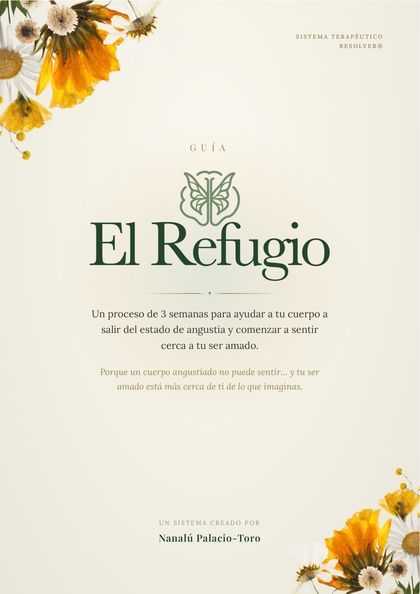 SISTEMA TERAPÉUTICO
RESOLVER®
GUÍA
El Refugio
Un proceso de 3 semanas para ayudar a tu cuerpo a
salir del estado de angustia y comenzar a sentir
cerca a tu ser amado.
Porque un cuerpo angustiado no puede sentir... y tu ser
amado está más cerca de ti de lo que imaginas.
UN SISTEMA CREADO POR
Nanalú Palacio-Toro